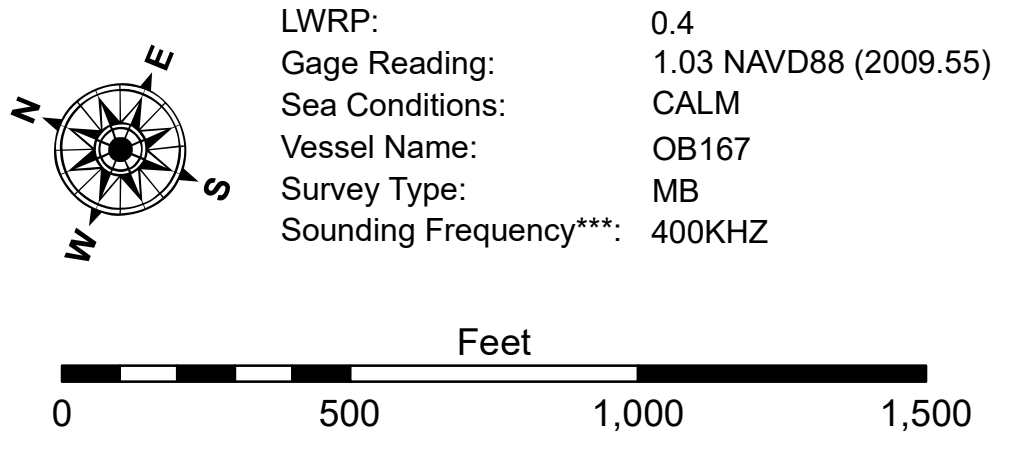 E
N
S
W
LWRP: 0.4
Gage Reading: 1.03 NAVD88 (2009.55)
Sea Conditions: CALM
Vessel Name: OB167
Survey Type: MB
Sounding Frequency***: 400KHZ
Feet
0 500 1,000 1,500